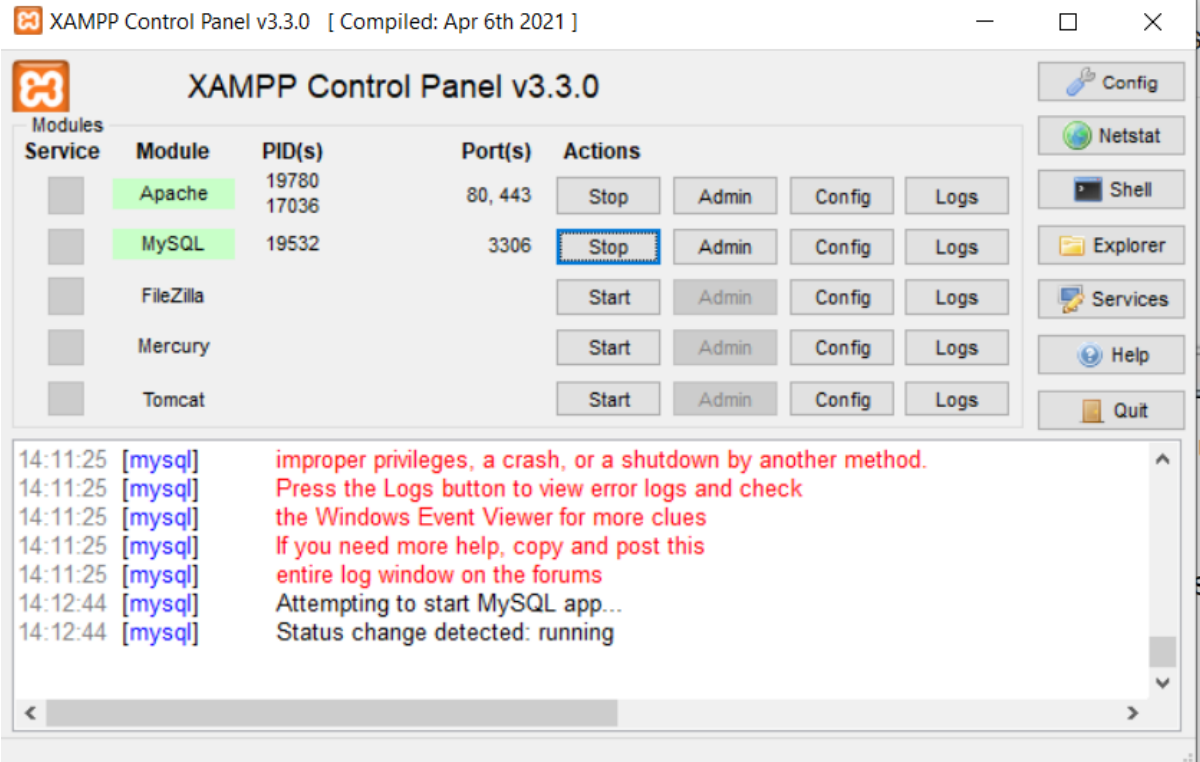 XAMPP Control Panel v3.3.0 [ Compiled: Apr 6th 2021 ]
XAMPP Control Panel v3.3.0
Config
Modules
Service Module PID(s) Port(s) Actions
Netstat
Apache 19780 17036 80, 443 Stop Admin Config Logs
Shell
MySQL 19532 3306 Stop Admin Config Logs
Explorer
FileZilla Start Admin Config Logs
Services
Mercury Start Admin Config Logs
Help
Tomcat Start Admin Config Logs
Quit
14:11:25 [mysql] improper privileges, a crash, or a shutdown by another method.
14:11:25 [mysql] Press the Logs button to view error logs and check
14:11:25 [mysql] the Windows Event Viewer for more clues
14:11:25 [mysql] If you need more help, copy and post this
14:11:25 [mysql] entire log window on the forums
14:12:44 [mysql] Attempting to start MySQL app...
14:12:44 [mysql] Status change detected: running